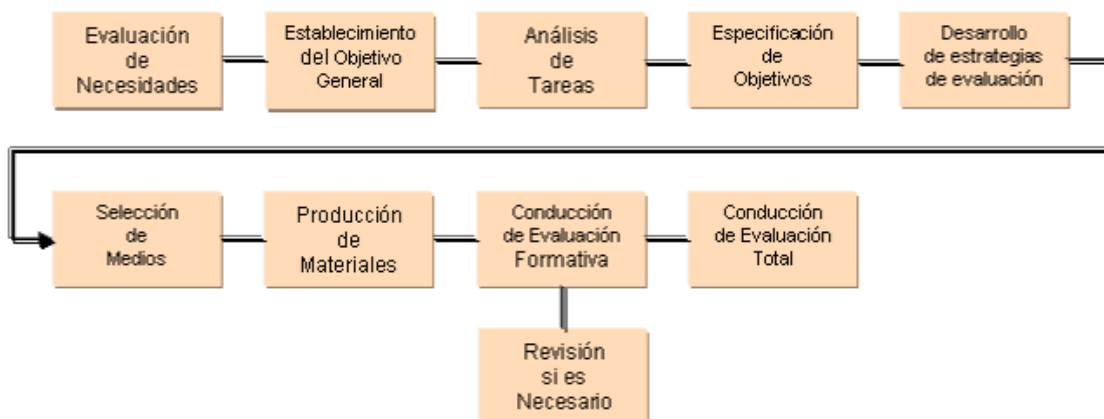 Evaluación
de
Necesidades
Establecimiento
del Objetivo
General
Análisis
de
Tareas
Especificación
de
Objetivos
Desarrollo
de estrategias
de evaluación
Selección
de
Medios
Producción
de
Materiales
Conducción
de Evaluación
Formativa
Conducción
de Evaluación
Total
Revisión
si es
Necesario